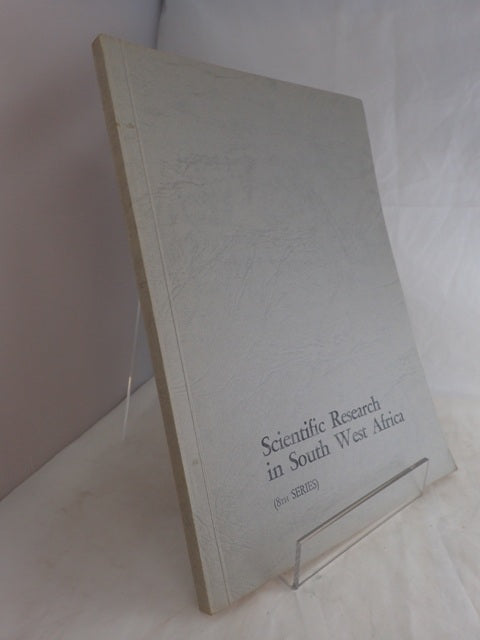 Scientific Research
in South West Africa
(8TH SERIES)